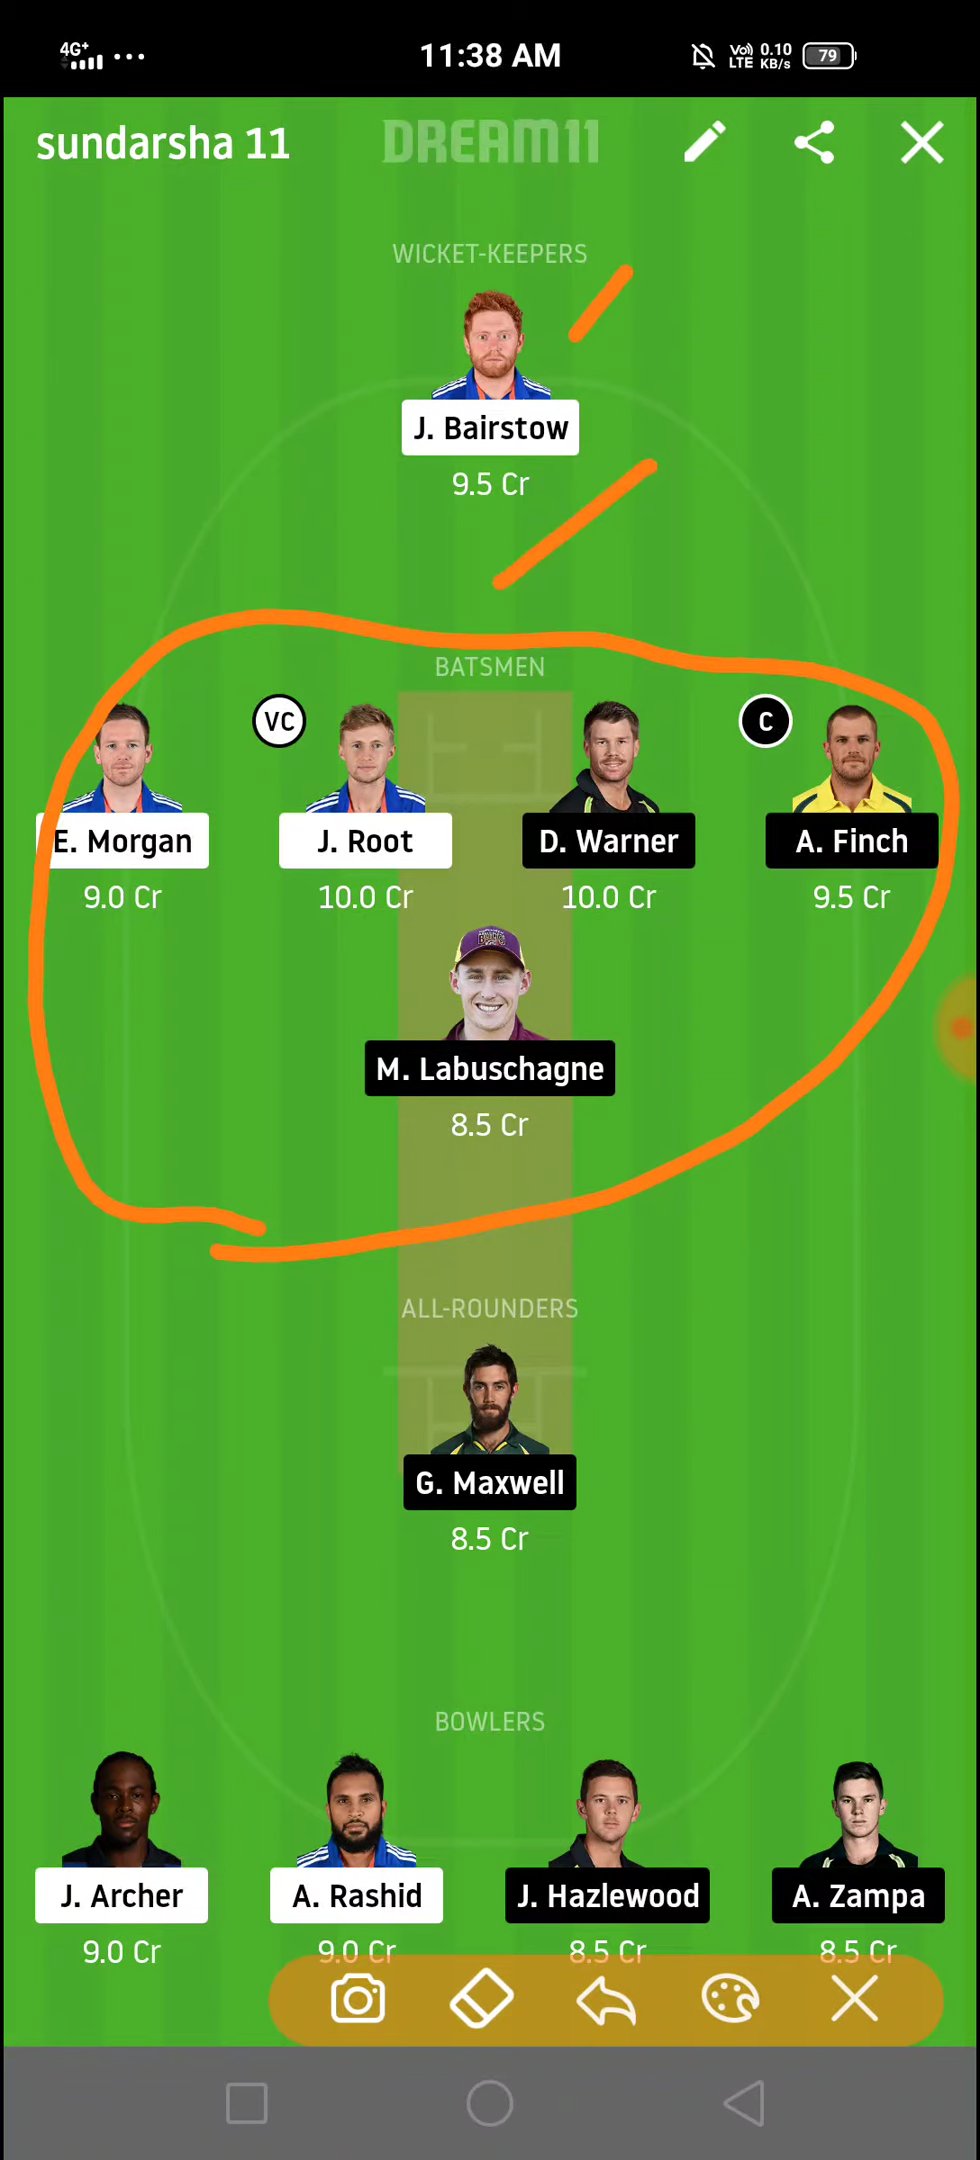 4G+ 11:38 AM Vo) LTE 0.10 KB/s 79
sundarsha 11 DREAM11
WICKET-KEEPERS
J. Bairstow
9.5 Cr
BATSMEN
VC C
E. Morgan J. Root D. Warner A. Finch
9.0 Cr 10.0 Cr 10.0 Cr 9.5 Cr
M. Labuschagne
8.5 Cr
ALL-ROUNDERS
G. Maxwell
8.5 Cr
BOWLERS
J. Archer A. Rashid J. Hazlewood A. Zampa
9.0 Cr 9.0 Cr 8.5 Cr 8.5 Cr